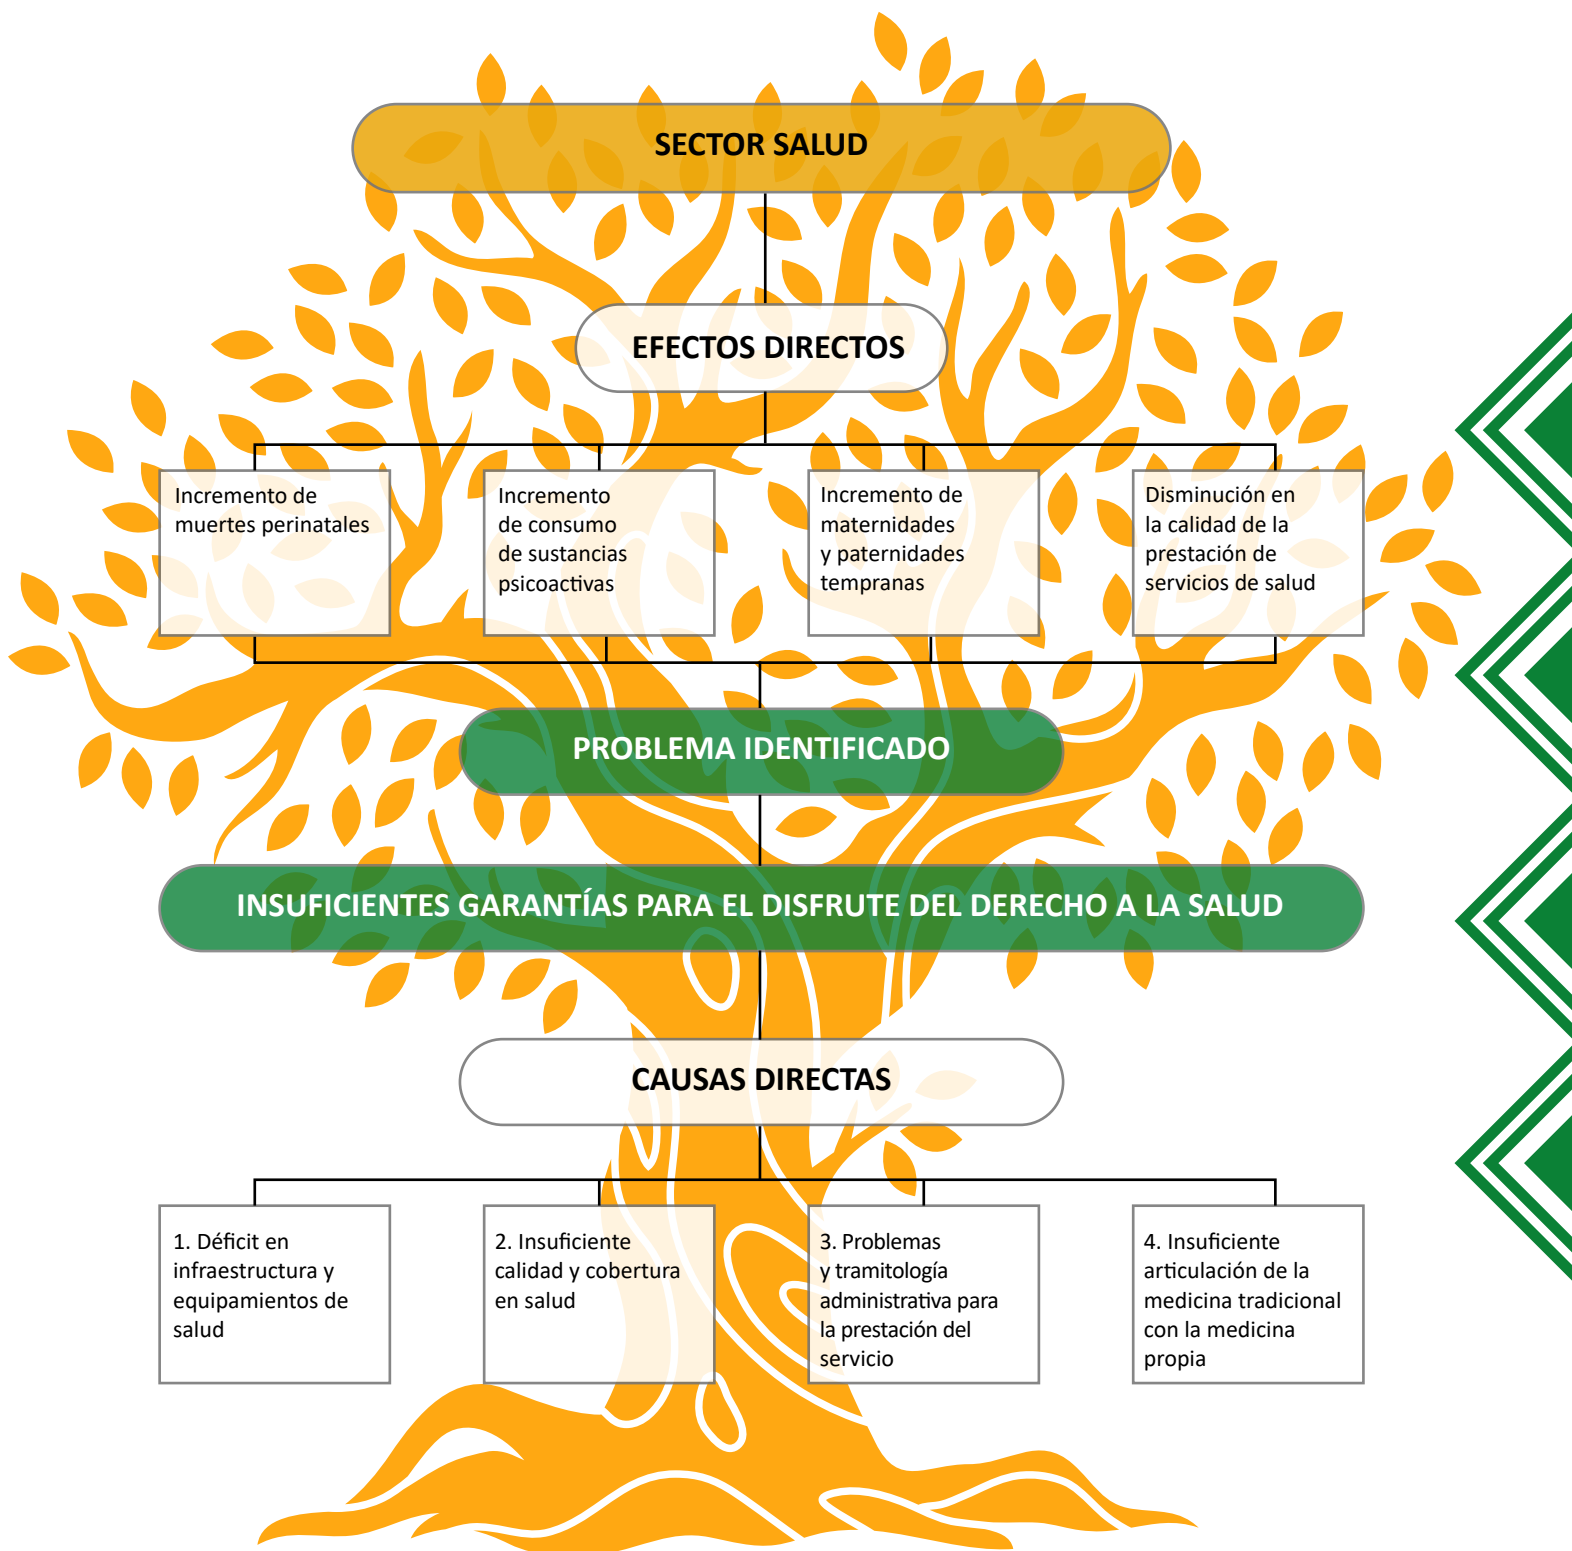 SECTOR SALUD
EFECTOS DIRECTOS
Incremento de
muertes perinatales
Incremento
de consumo
de sustancias
psicoactivas
Incremento de
maternidades
y paternidades
tempranas
Disminución en
la calidad de la
prestación de
servicios de salud
PROBLEMA IDENTIFICADO
INSUFICIENTES GARANTÍAS PARA EL DISFRUTE DEL DERECHO A LA SALUD
CAUSAS DIRECTAS
1. Déficit en
infraestructura y
equipamientos de
salud
2. Insuficiente
calidad y cobertura
en salud
3. Problemas
y tramitología
administrativa para
la prestación del
servicio
4. Insuficiente
articulación de la
medicina tradicional
con la medicina
propia